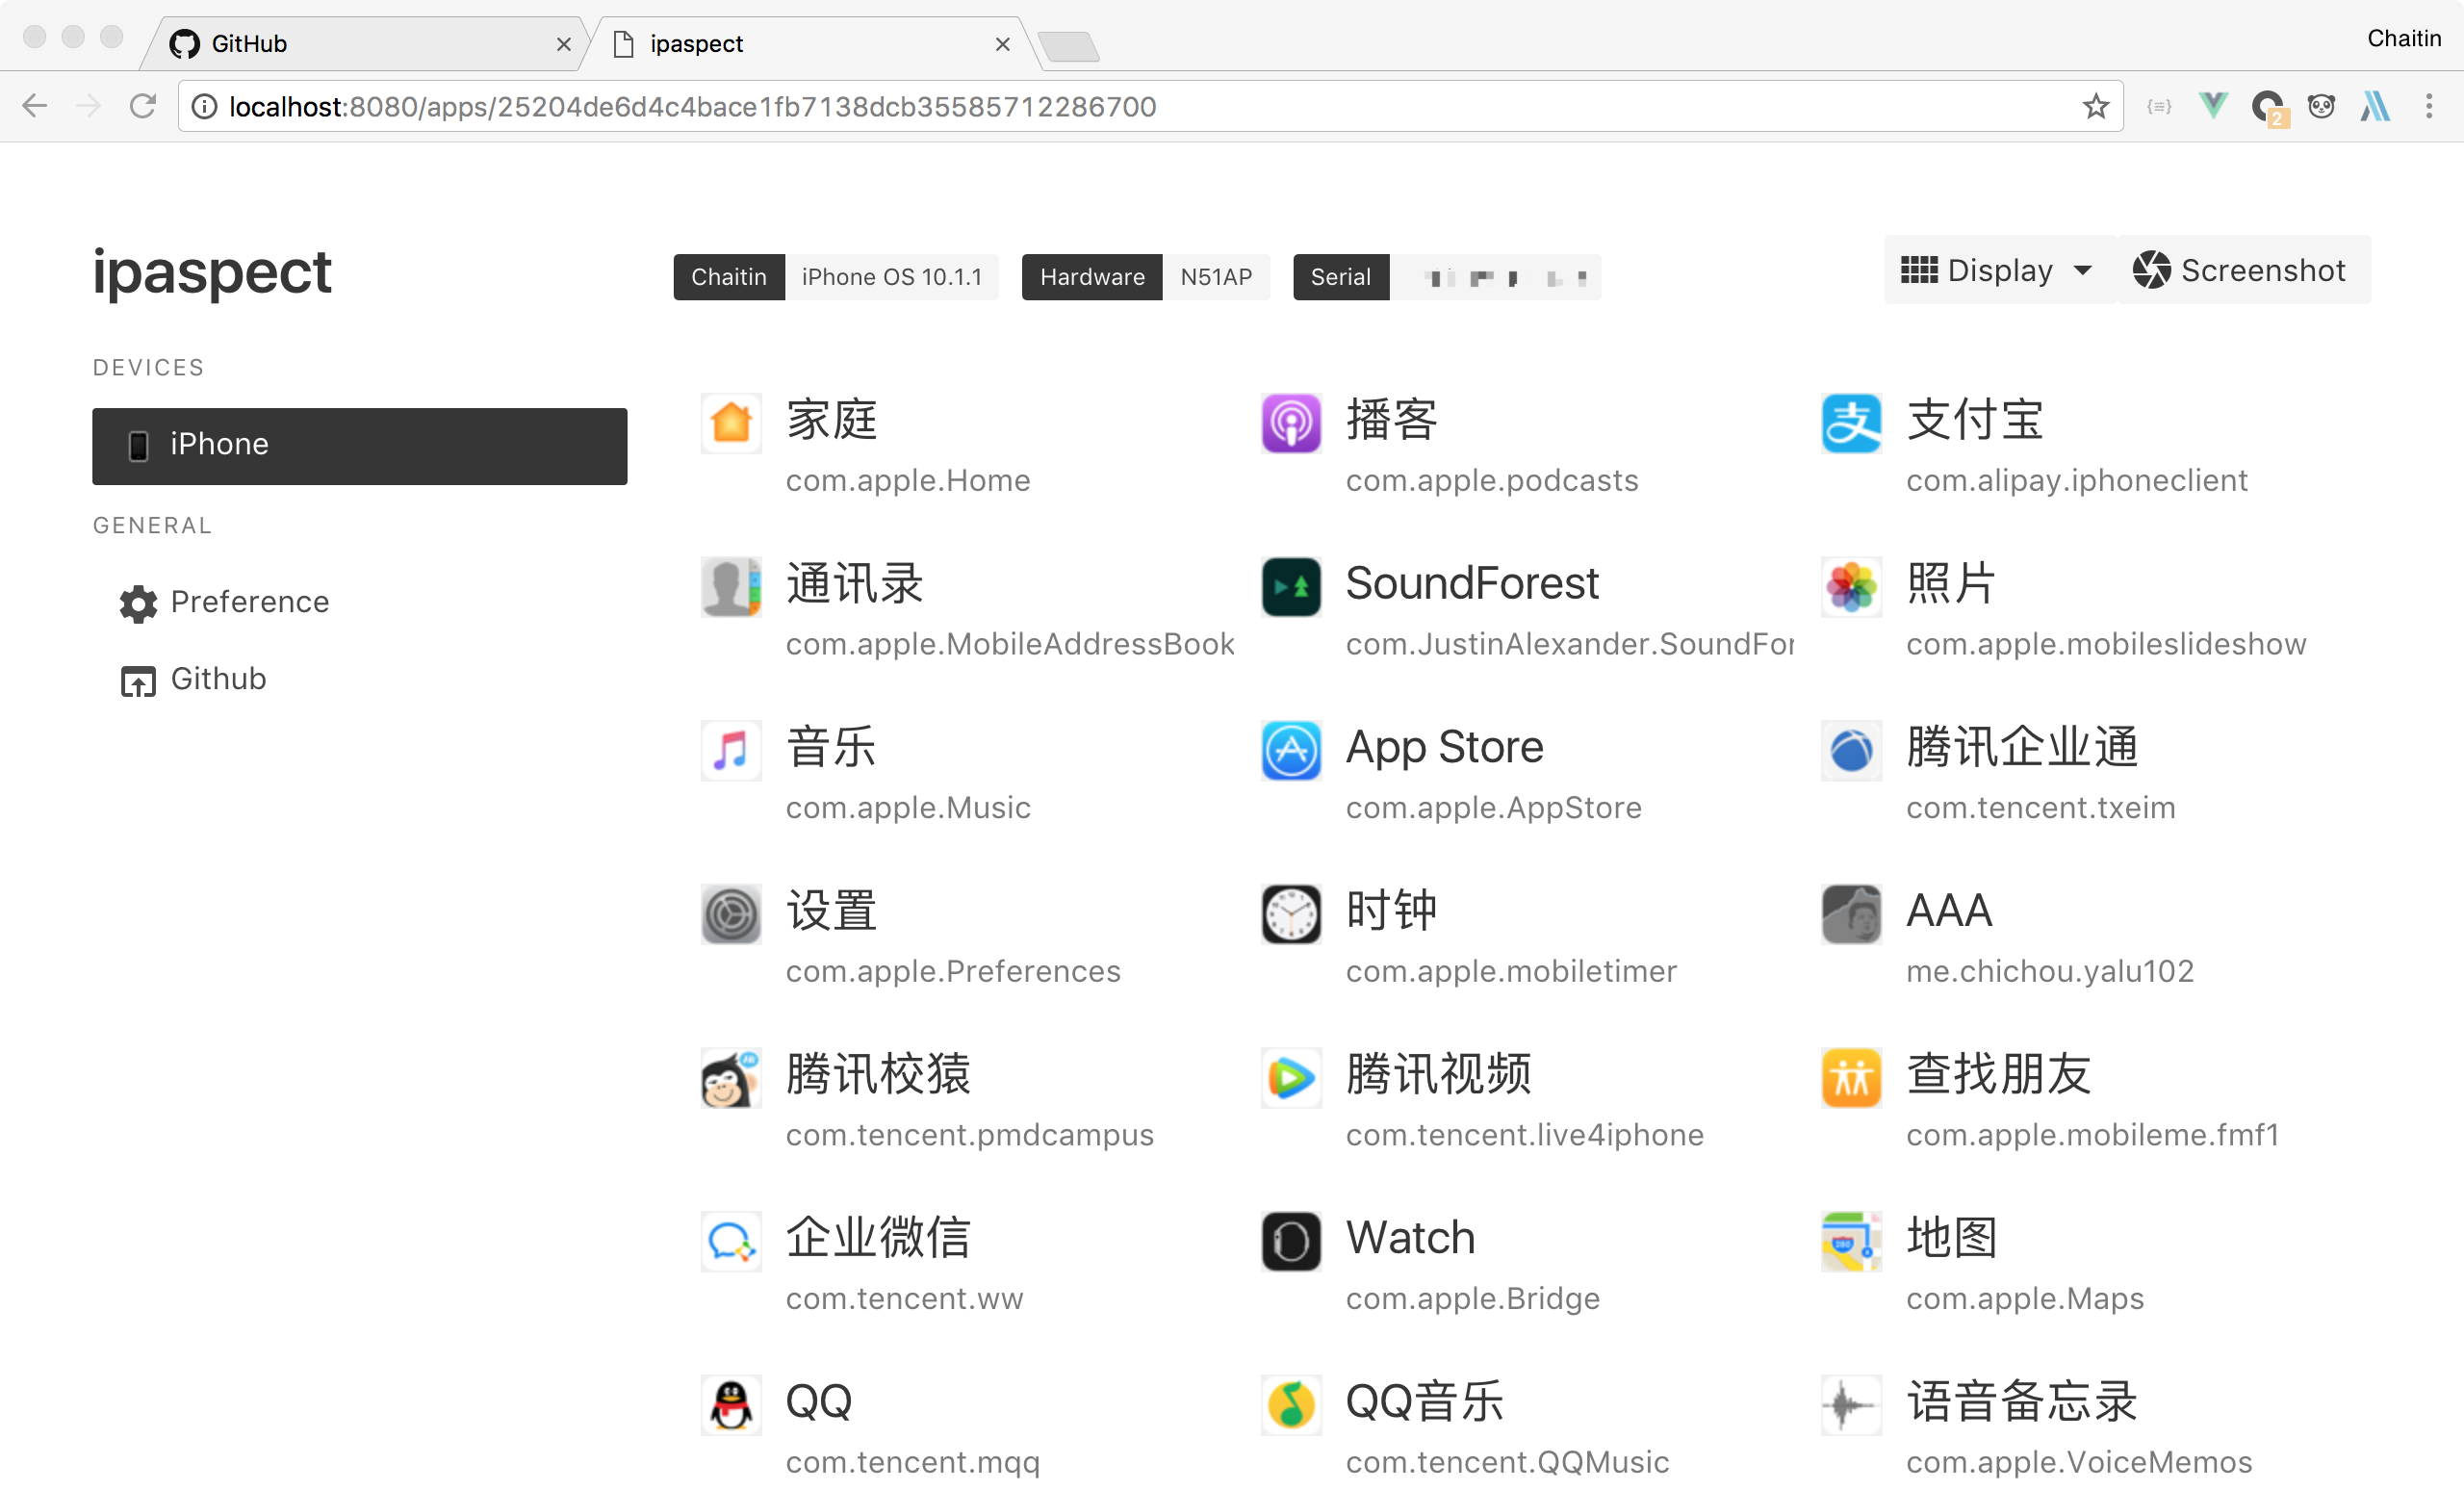 GitHub
ipaspect
Chaitin
localhost:8080/apps/25204de6d4c4bace1fb7138dcb35585712286700
2
ipaspect
Chaitin iPhone OS 10.1.1 Hardware N51AP Serial
Display Screenshot
DEVICES
iPhone
GENERAL
Preference
Github
家庭
com.apple.Home
播客
com.apple.podcasts
支付宝
com.alipay.iphoneclient
通讯录
com.apple.MobileAddressBook
SoundForest
com.JustinAlexander.SoundFor
照片
com.apple.mobileslideshow
音乐
com.apple.Music
App Store
com.apple.AppStore
腾讯企业通
com.tencent.txeim
设置
com.apple.Preferences
时钟
com.apple.mobiletimer
AAA
me.chichou.yalu102
腾讯校猿
com.tencent.pmdcampus
腾讯视频
com.tencent.live4iphone
查找朋友
com.apple.mobileme.fmf1
企业微信
com.tencent.ww
Watch
com.apple.Bridge
地图
com.apple.Maps
QQ
com.tencent.mqq
QQ音乐
com.tencent.QQMusic
语音备忘录
com.apple.VoiceMemos